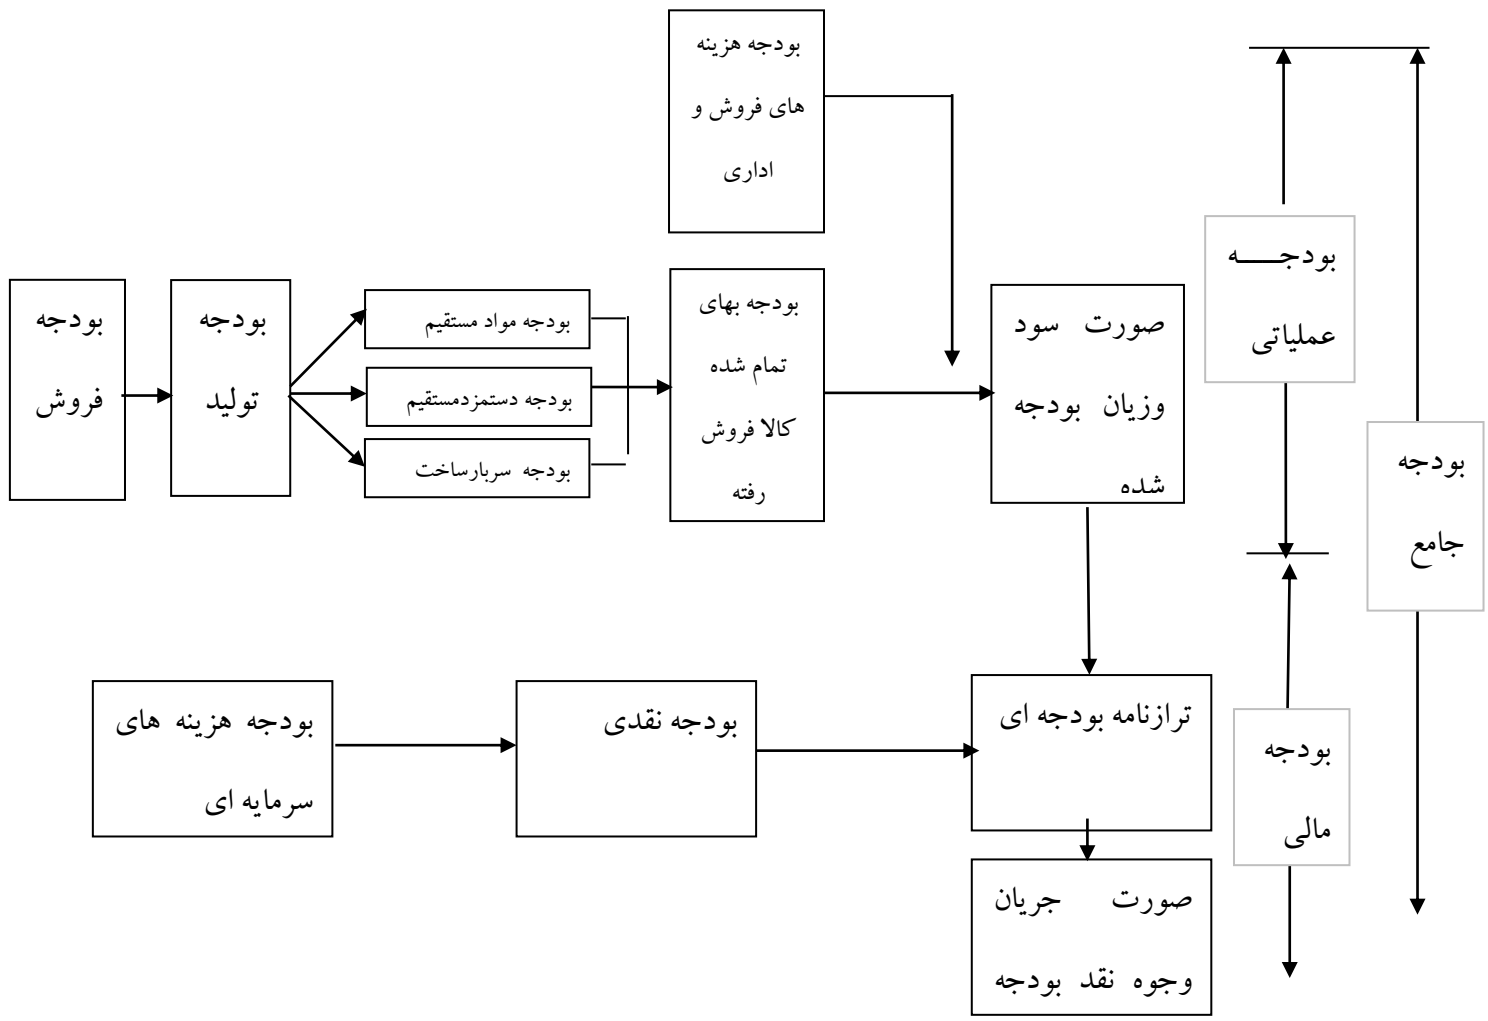 بودجه هزینه
های فروش و
اداری
بودجه
فروش
بودجه
تولید
بودجه مواد مستقیم
بودجه دستمزدمستقیم
بودجه سربارساخت
بودجه بهای
تمام شده
کالا فروش
رفته
صورت سود
وزیان بودجه
شده
بودجـــــه
عملیاتی
بودجه
جامع
بودجه هزینه های
سرمایه ای
بودجه نقدی
ترازنامه بودجه ای
بودجه
مالی
صورت جریان
وجوه نقد بودجه